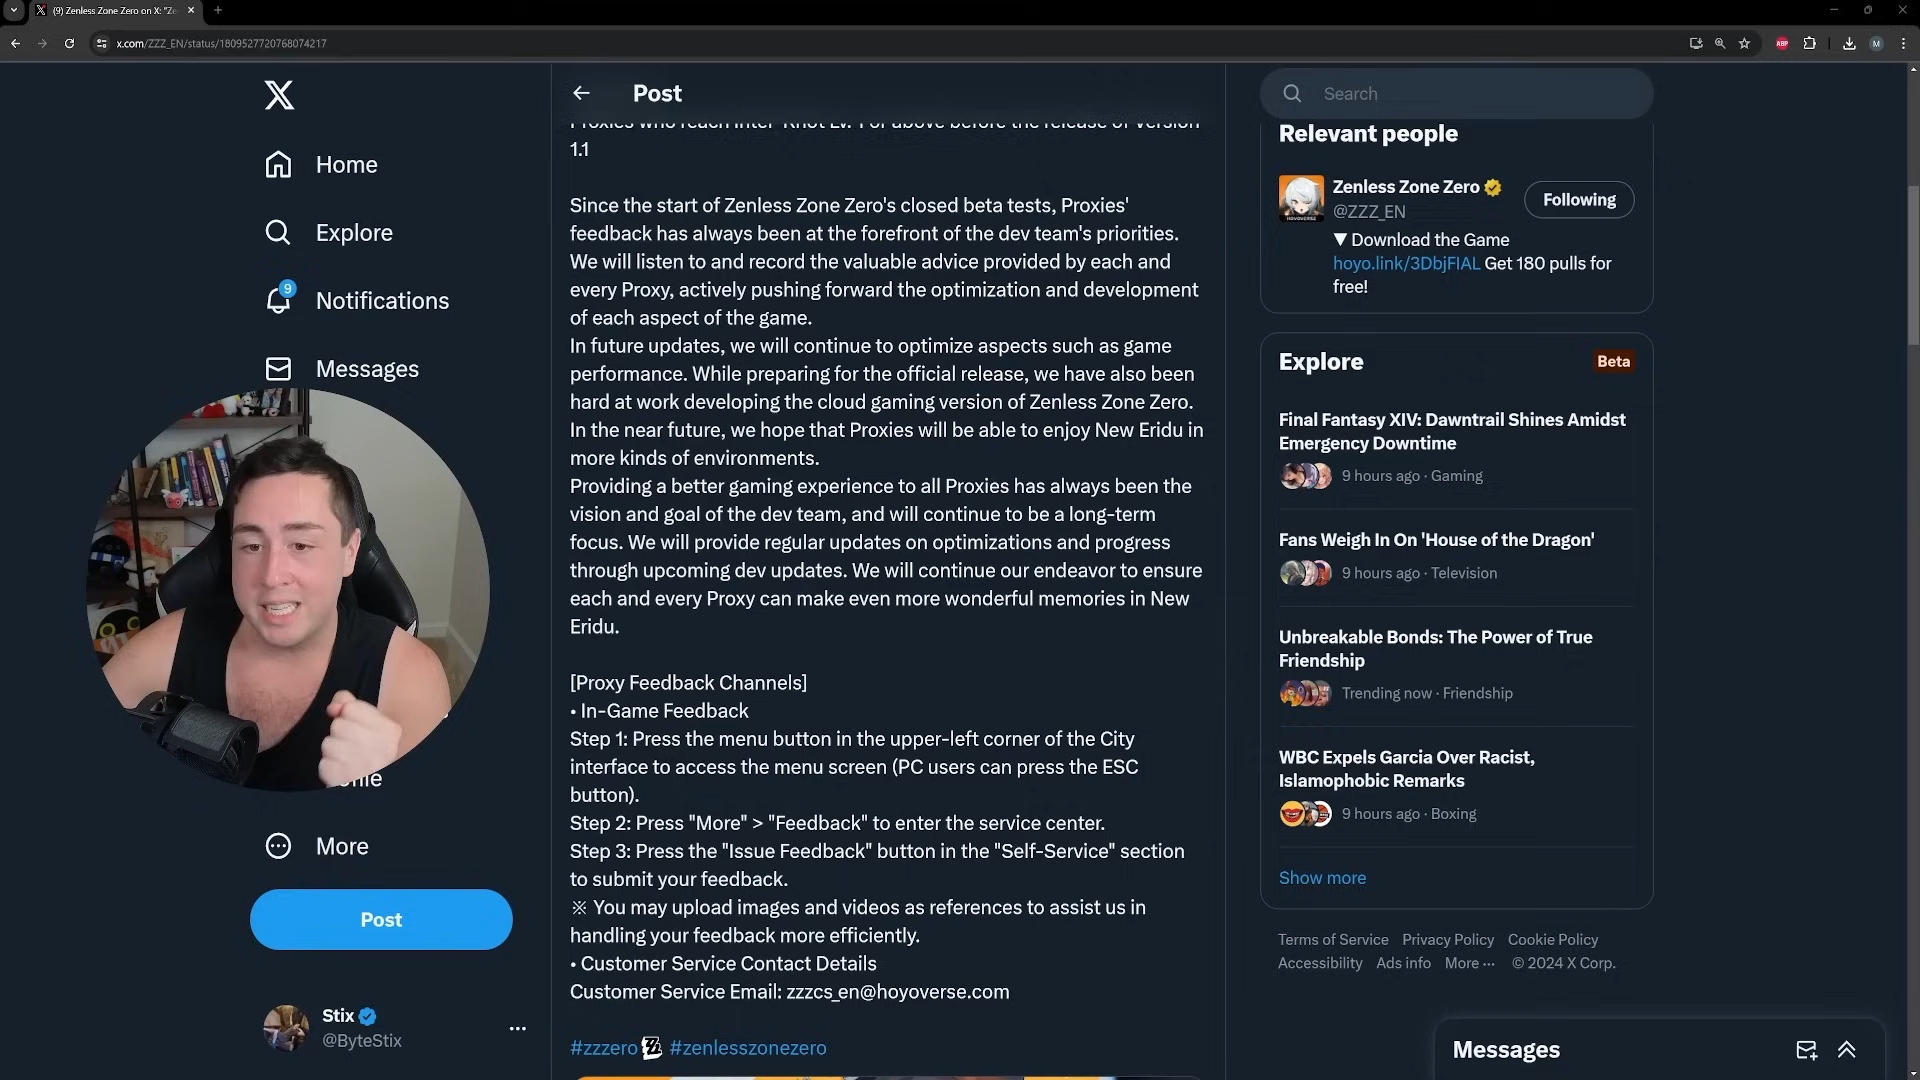 (9) Zenless Zone Zero on X: "Ze
x.com/ZZZ_EN/status/1809527720768074217
ABP
M
Home
Explore
9
Notifications
Messages
More
Post
Stix
@ByteStix
Post
Proxies who reach Inter-Knot Lv. 4 or above before the release of Version
1.1
Since the start of Zenless Zone Zero's closed beta tests, Proxies'
feedback has always been at the forefront of the dev team's priorities.
We will listen to and record the valuable advice provided by each and
every Proxy, actively pushing forward the optimization and development
of each aspect of the game.
In future updates, we will continue to optimize aspects such as game
performance. While preparing for the official release, we have also been
hard at work developing the cloud gaming version of Zenless Zone Zero.
In the near future, we hope that Proxies will be able to enjoy New Eridu in
more kinds of environments.
Providing a better gaming experience to all Proxies has always been the
vision and goal of the dev team, and will continue to be a long-term
focus. We will provide regular updates on optimizations and progress
through upcoming dev updates. We will continue our endeavor to ensure
each and every Proxy can make even more wonderful memories in New
Eridu.
[Proxy Feedback Channels]
• In-Game Feedback
Step 1: Press the menu button in the upper-left corner of the City
interface to access the menu screen (PC users can press the ESC
button).
Step 2: Press "More" > "Feedback" to enter the service center.
Step 3: Press the "Issue Feedback" button in the "Self-Service" section
to submit your feedback.
※ You may upload images and videos as references to assist us in
handling your feedback more efficiently.
• Customer Service Contact Details
Customer Service Email: zzzcs_en@hoyoverse.com
#zzzero #zenlesszonezero
Search
Relevant people
Zenless Zone Zero
@ZZZ_EN
Following
▼ Download the Game
hoyo.link/3DbjFIAL Get 180 pulls for
free!
Explore
Beta
Final Fantasy XIV: Dawntrail Shines Amidst
Emergency Downtime
9 hours ago · Gaming
Fans Weigh In On 'House of the Dragon'
9 hours ago · Television
Unbreakable Bonds: The Power of True
Friendship
Trending now · Friendship
WBC Expels Garcia Over Racist,
Islamophobic Remarks
9 hours ago · Boxing
Show more
Terms of Service Privacy Policy Cookie Policy
Accessibility Ads info More ··· © 2024 X Corp.
Messages